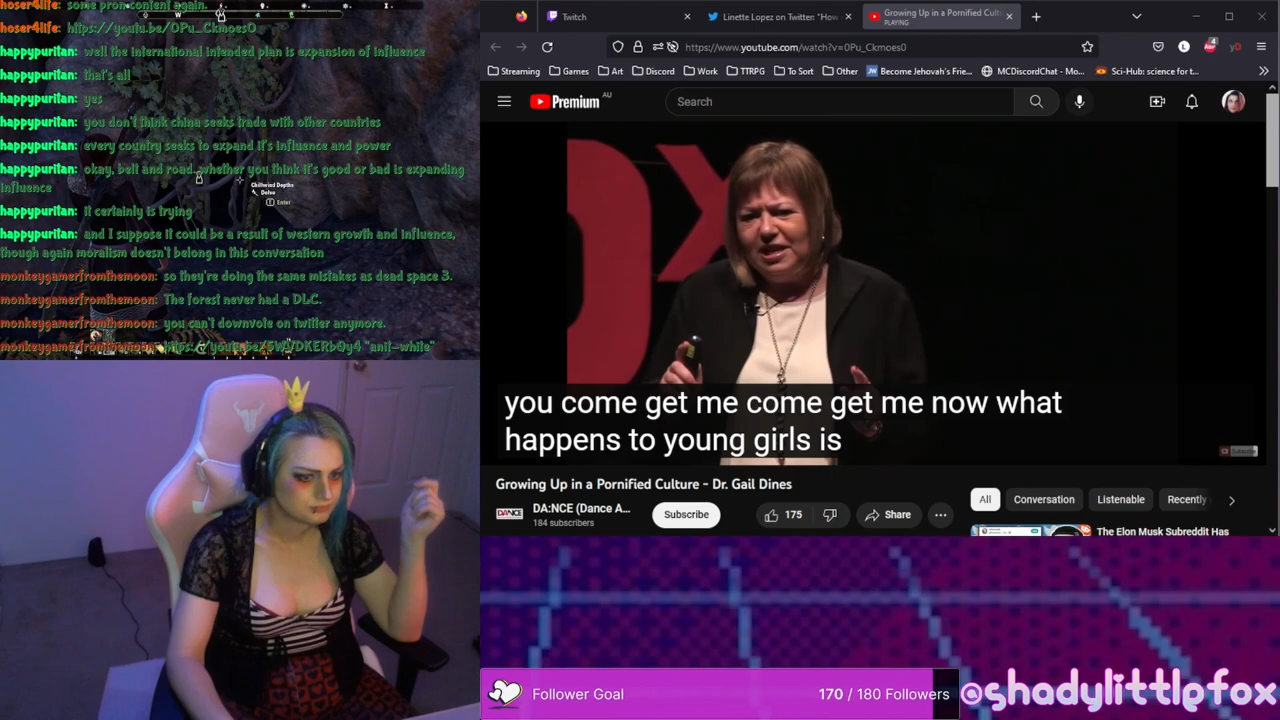 hoser4life: some pron content again.
hoser4life: https://youtu.be/0Pu_Ckmoes0
happypuritan: well the international intended plan is expansion of influence
happypuritan: that's all
happypuritan: yes
happypuritan: you don't think china seeks trade with other countries
happypuritan: every country seeks to expand it's influence and power
happypuritan: okay, belt and road. whether you think it's good or bad is expanding
influence
happypuritan: it certainly is trying
happypuritan: and I suppose it could be a result of western growth and influence,
though again moralism doesn't belong in this conversation
monkeygamerfromthemoon: so they're doing the same mistakes as dead space 3.
monkeygamerfromthemoon: The forest never had a DLC.
monkeygamerfromthemoon: you can't downvote on twitter anymore.
monkeygamerfromthemoon: "anit-white"
Chillwind Depths
Delve
E Enter
Twitch
Linette Lopez on Twitter: "How
Growing Up in a Pornified Cult
PLAYING
https://www.youtube.com/watch?v=0Pu_Ckmoes0
Streaming Games Art Discord Work TTRPG To Sort Other Become Jehovah's Frie... MCDiscordChat - Mo... Sci-Hub: science for t...
Premium AU
Search
DX
you come get me come get me now what
happens to young girls is
Subscribe
Growing Up in a Pornified Culture - Dr. Gail Dines
DA:NCE
DA:NCE (Dance A...
184 subscribers
Subscribe
175
Share
All Conversation Listenable Recently
The Elon Musk Subreddit Has
Follower Goal
170 / 180 Followers
@shadylittlefox